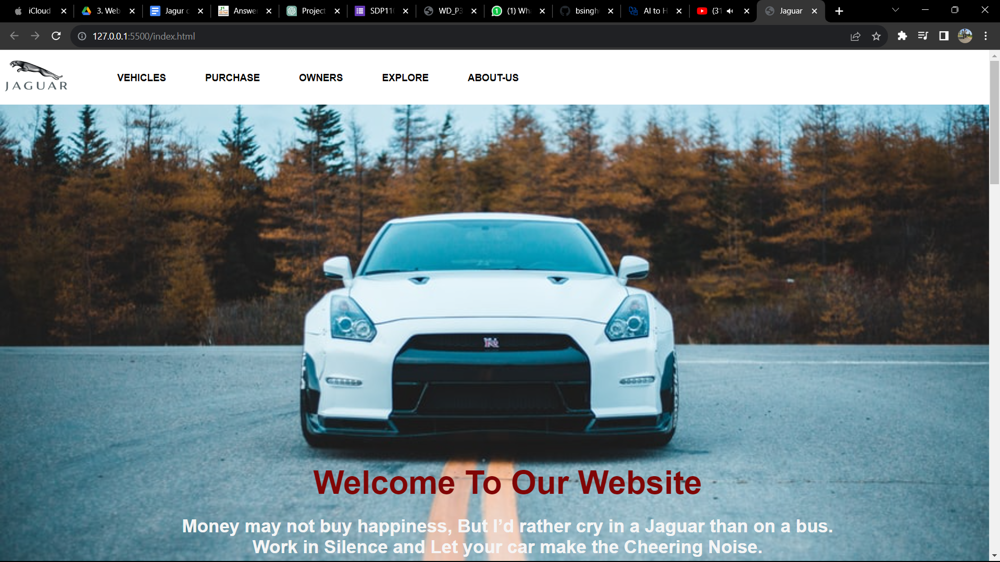 iCloud
3. Web
Jagur c
Answe
Project
SDP11
WD_P3
(1) Wh
bsingh
AI to H
(31
Jaguar
127.0.0.1:5500/index.html
JAGUAR
VEHICLES
PURCHASE
OWNERS
EXPLORE
ABOUT-US
Welcome To Our Website
Money may not buy happiness, But I’d rather cry in a Jaguar than on a bus.
Work in Silence and Let your car make the Cheering Noise.